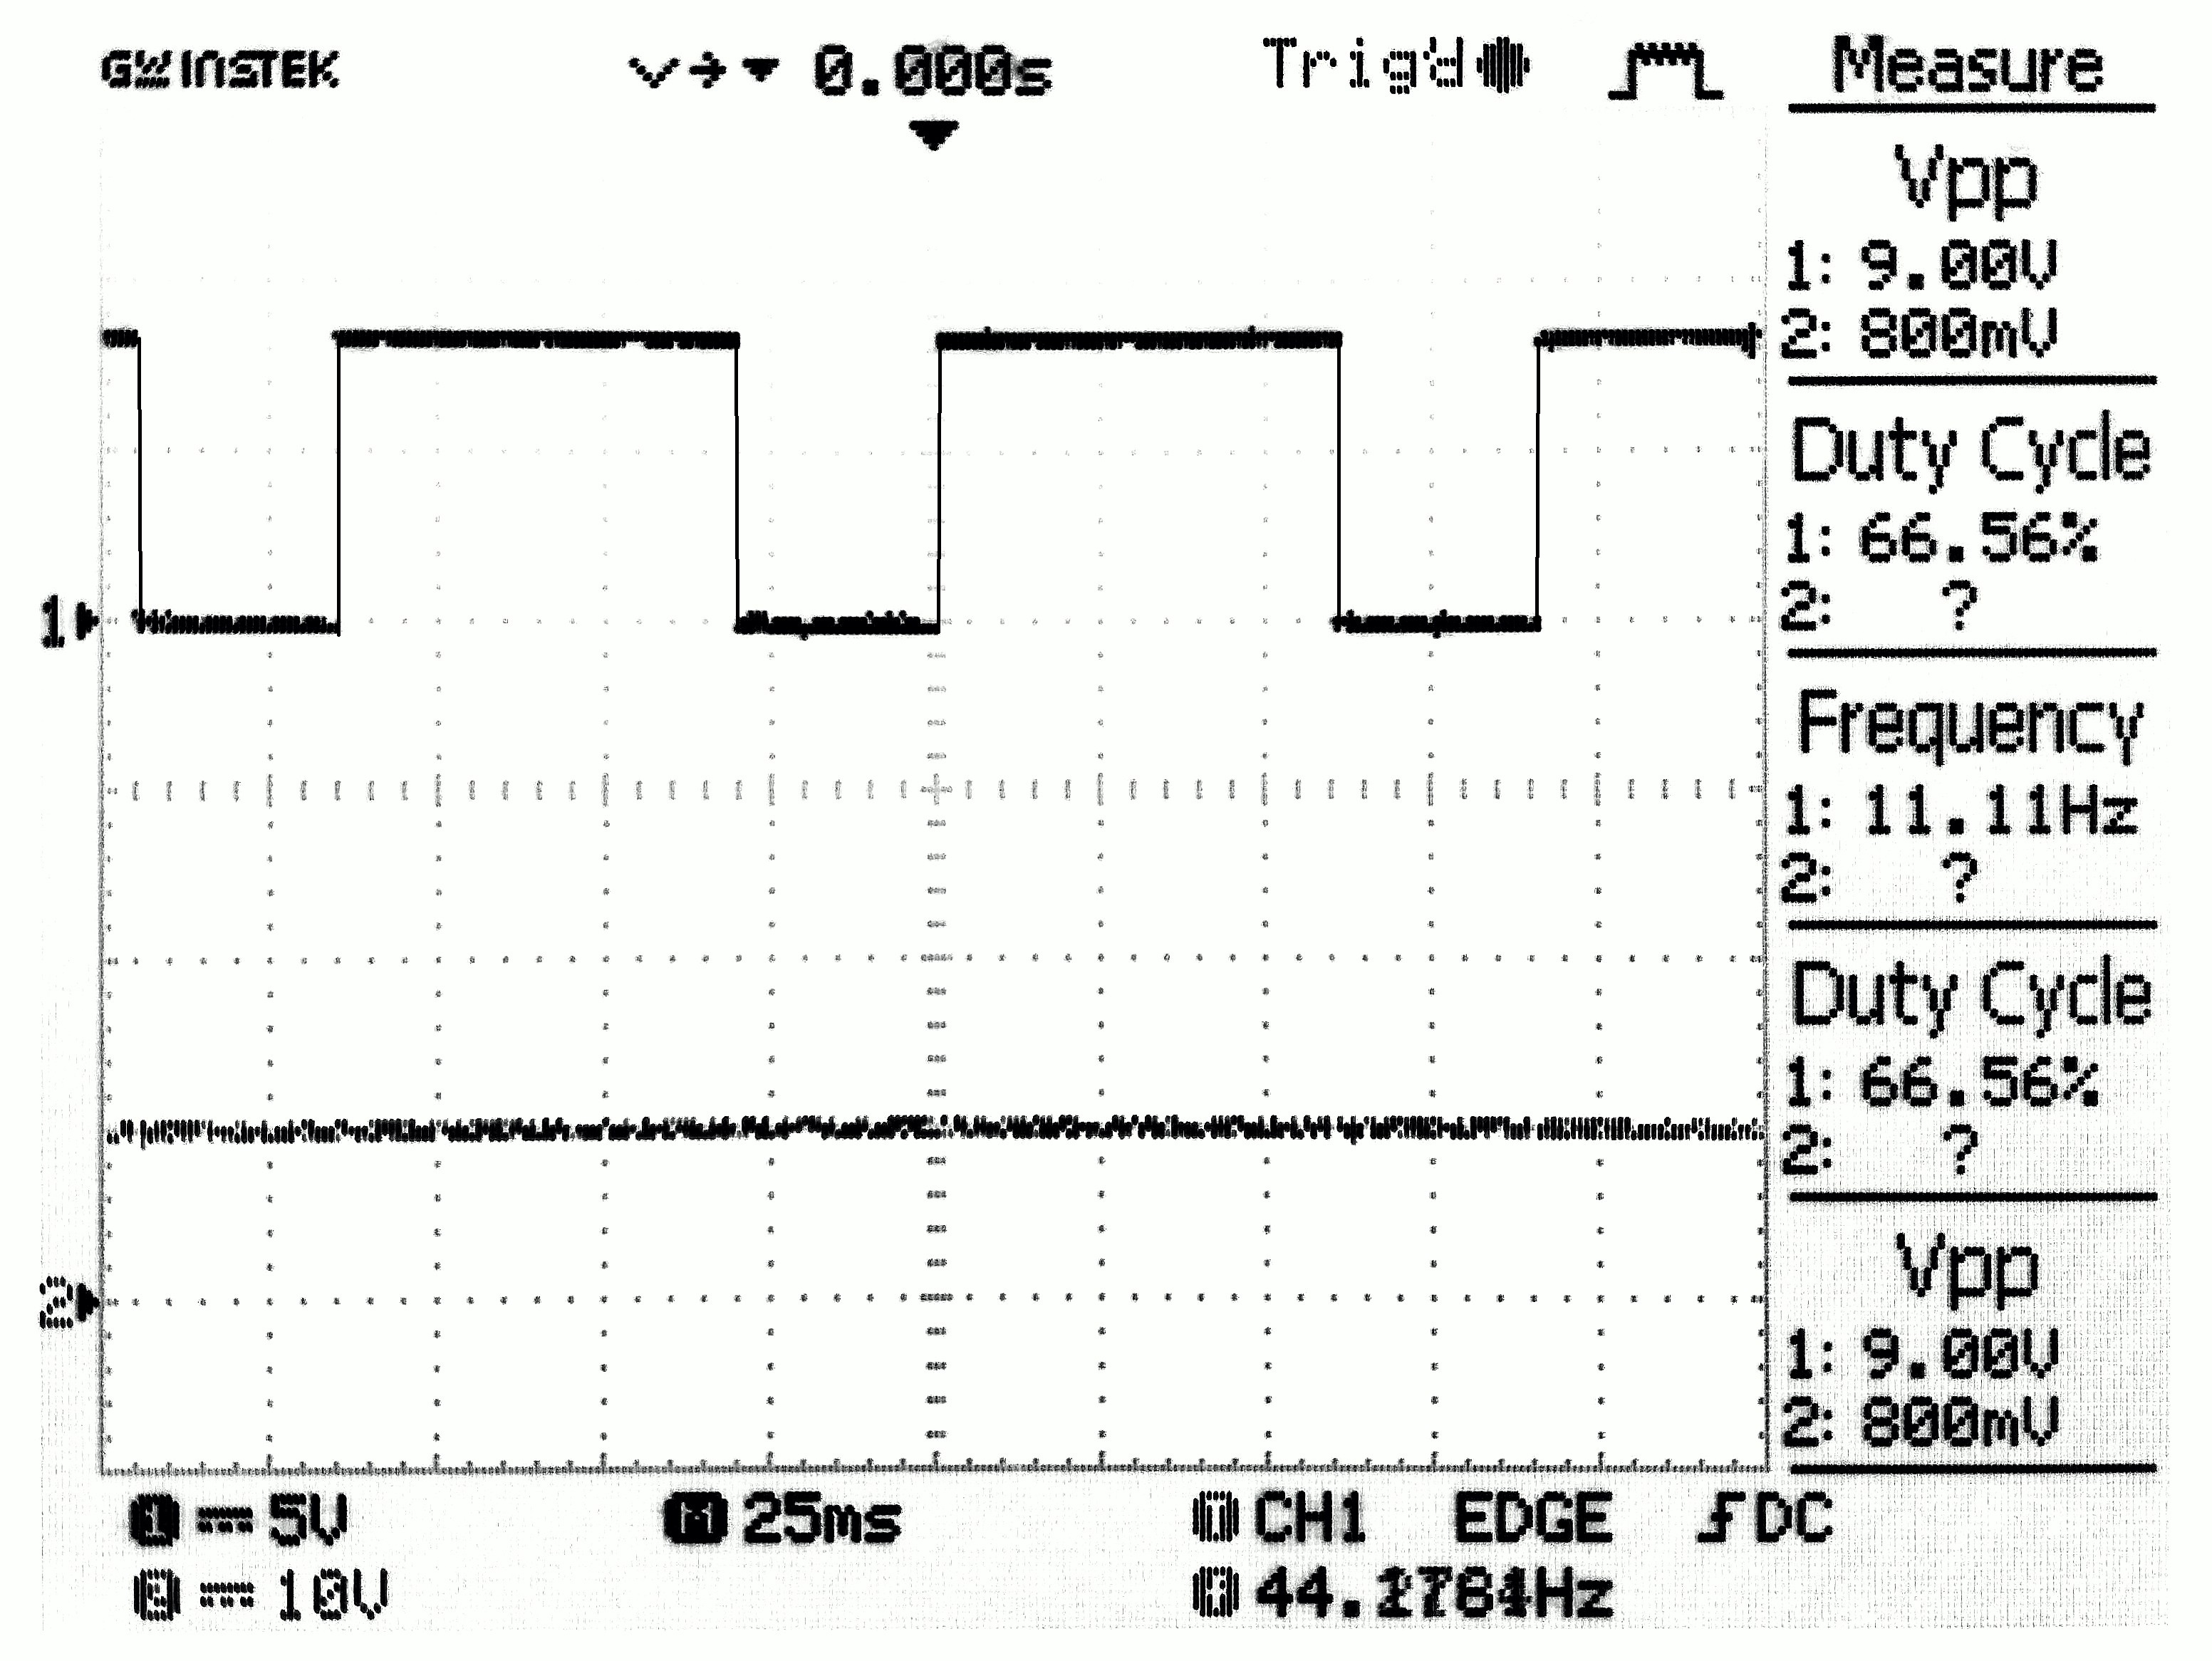 GW INSTEK 0.000s Trig'd Measure
Vpp
1: 9.00V
2: 800mV
Duty Cycle
1: 66.56%
2: ?
Frequency
1: 11.11Hz
2: ?
Duty Cycle
1: 66.56%
2: ?
Vpp
1: 9.00V
2: 800mV
1
2
1 5V M 25ms CH1 EDGE DC
2 10V